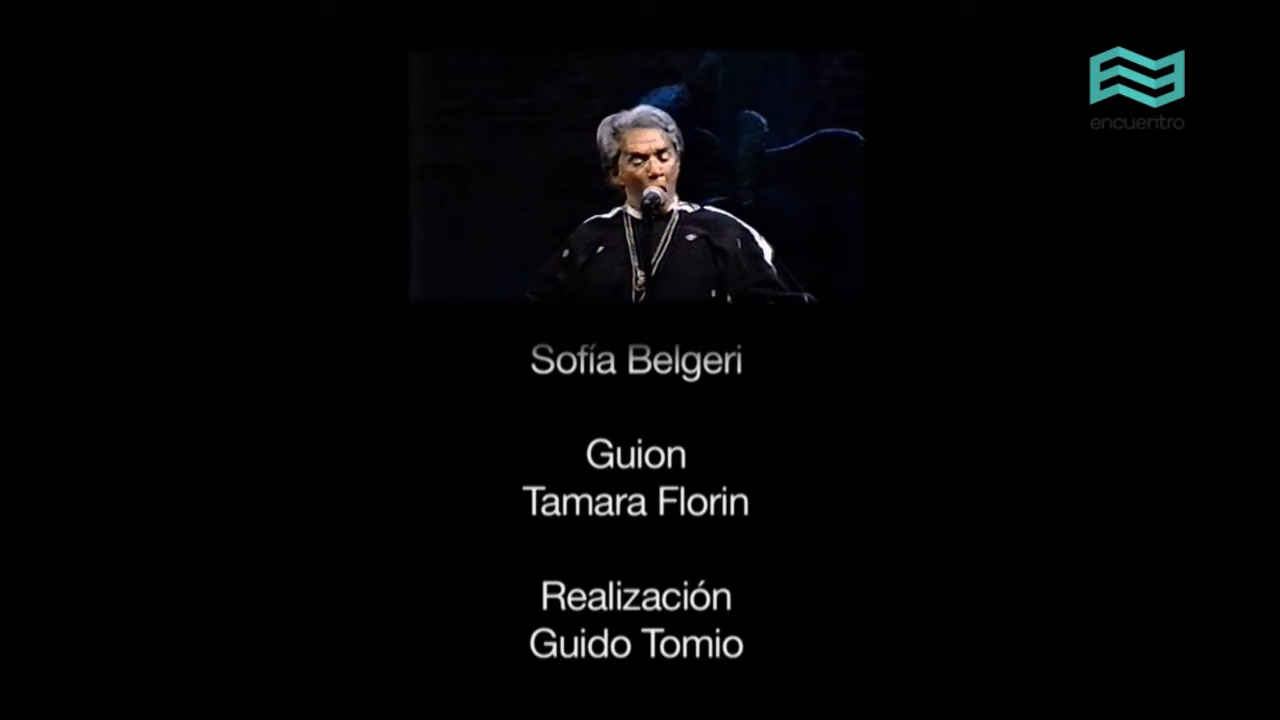 encuentro
Sofía Belgeri
Guion
Tamara Florin
Realización
Guido Tomio